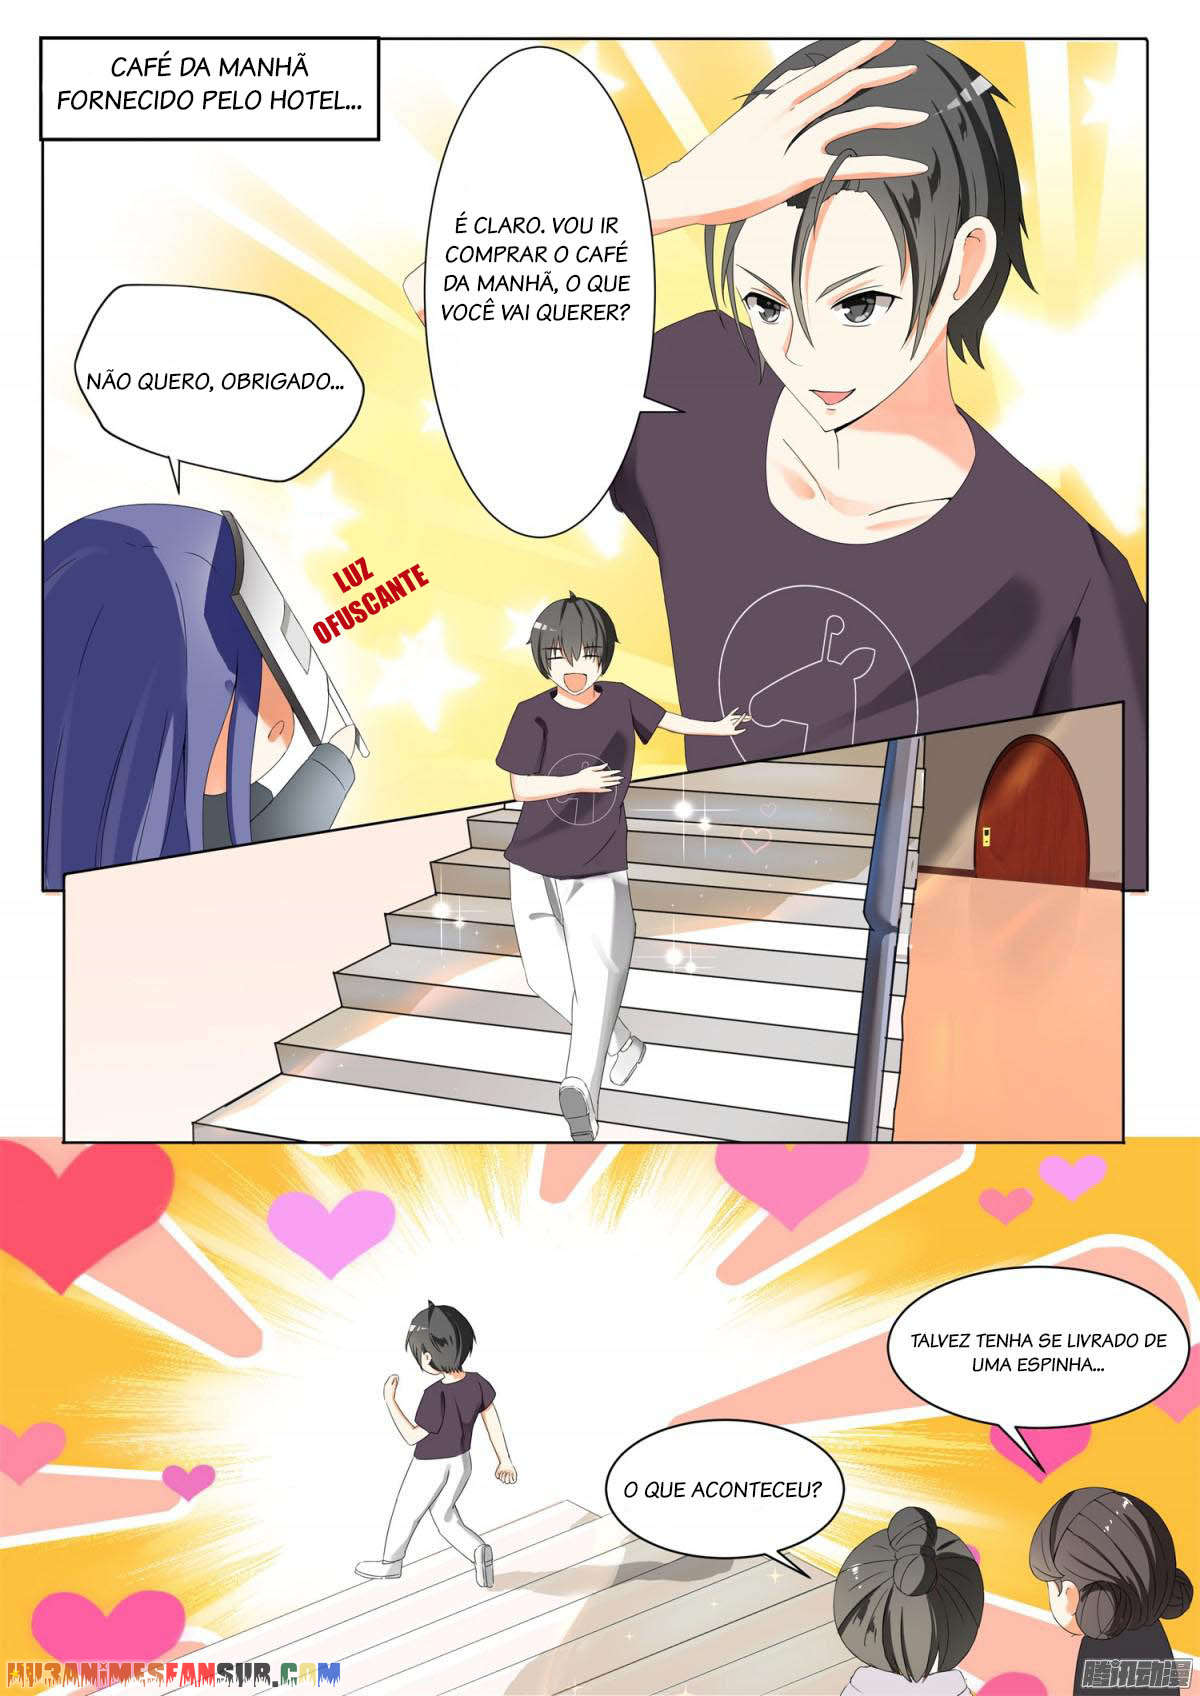 CAFÉ DA MANHÃ
FORNECIDO PELO HOTEL...
É CLARO. VOU IR
COMPRAR O CAFÉ
DA MANHÃ, O QUE
VOCÊ VAI QUERER?
NÃO QUERO, OBRIGADO...
LUZ
OFUSCANTE
TALVEZ TENHA SE LIVRADO DE
UMA ESPINHA...
O QUE ACONTECEU?
HU3ANIMESFANSUB.COM
腾讯动漫